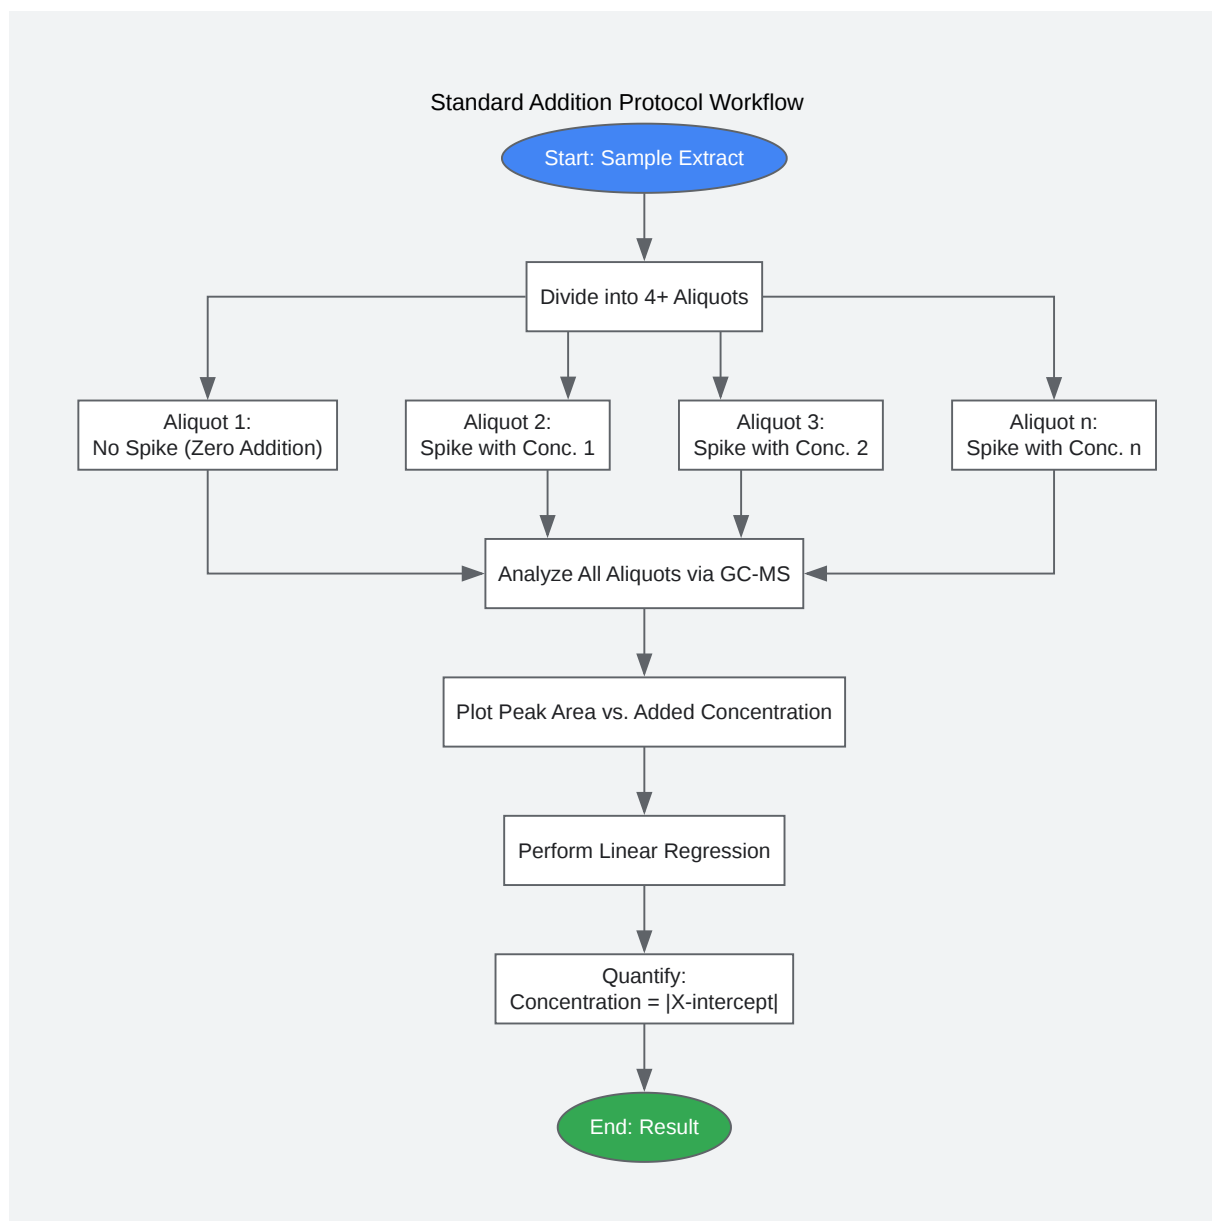 Standard Addition Protocol Workflow
Start: Sample Extract
Divide into 4+ Aliquots
Aliquot 1:
No Spike (Zero Addition)
Aliquot 2:
Spike with Conc. 1
Aliquot 3:
Spike with Conc. 2
Aliquot n:
Spike with Conc. n
Analyze All Aliquots via GC-MS
Plot Peak Area vs. Added Concentration
Perform Linear Regression
Quantify:
Concentration = |X-intercept|
End: Result